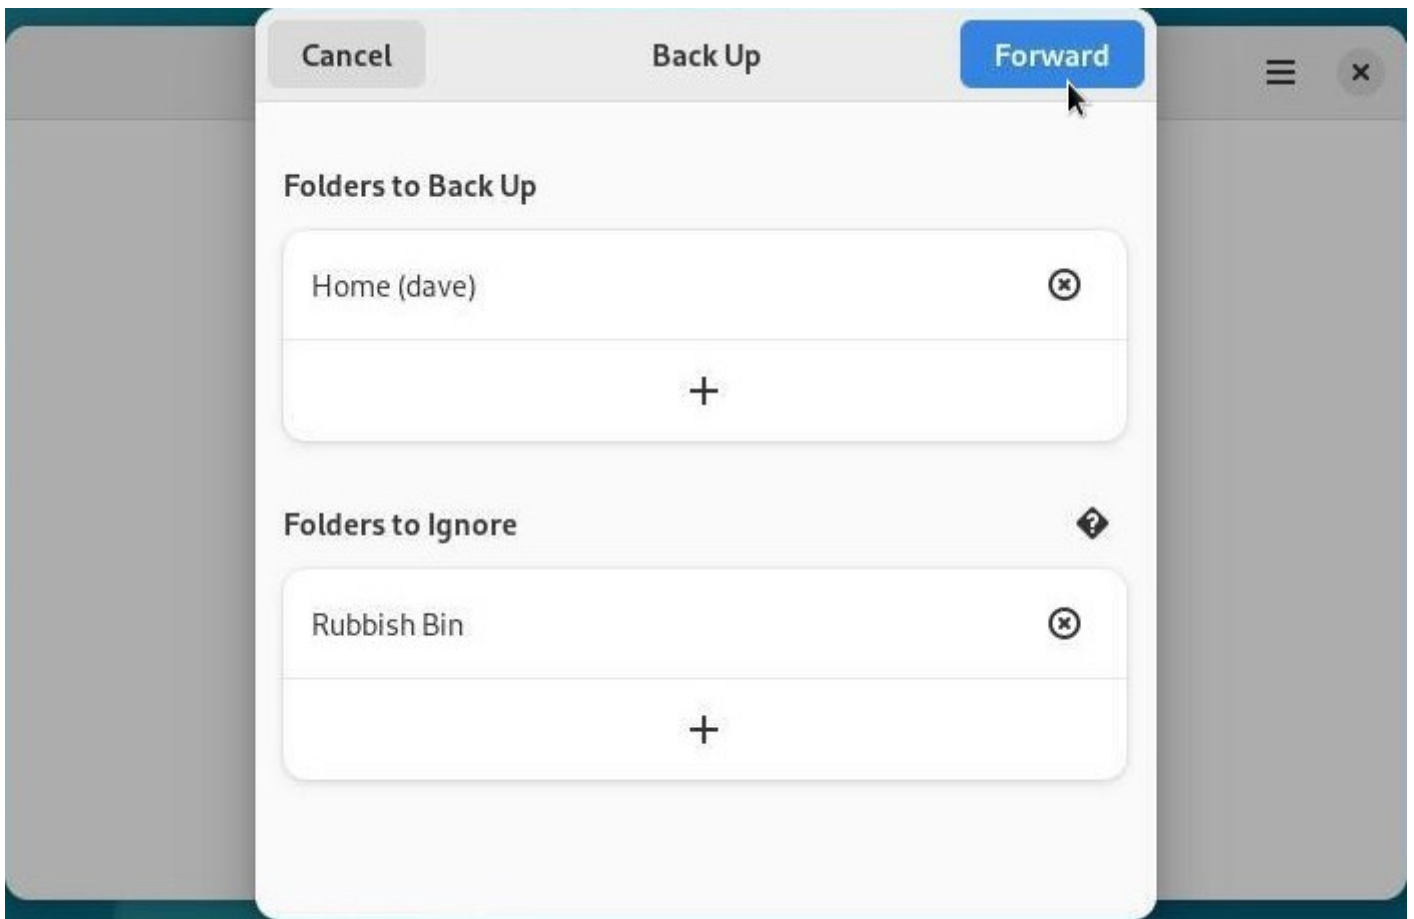 Cancel Back Up Forward
Folders to Back Up
Home (dave)
Folders to Ignore
Rubbish Bin